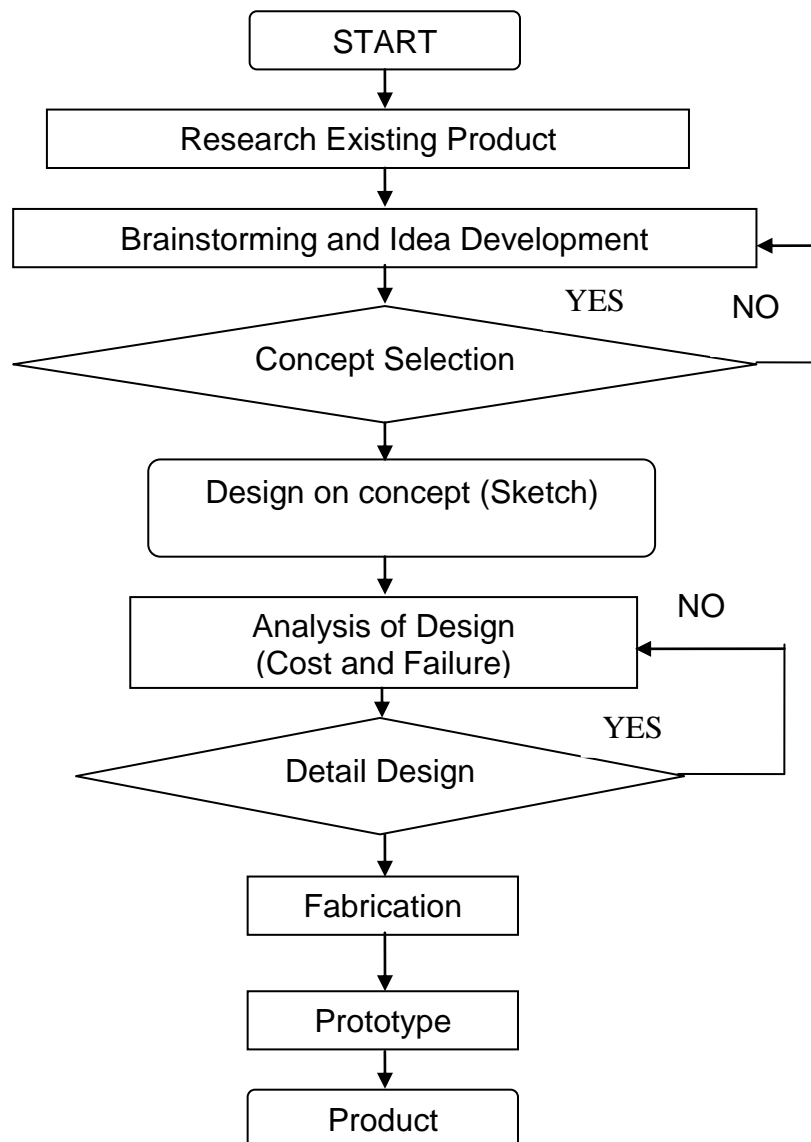 START
Research Existing Product
Brainstorming and Idea Development
YES
NO
Concept Selection
Design on concept (Sketch)
NO
Analysis of Design
(Cost and Failure)
YES
Detail Design
Fabrication
Prototype
Product